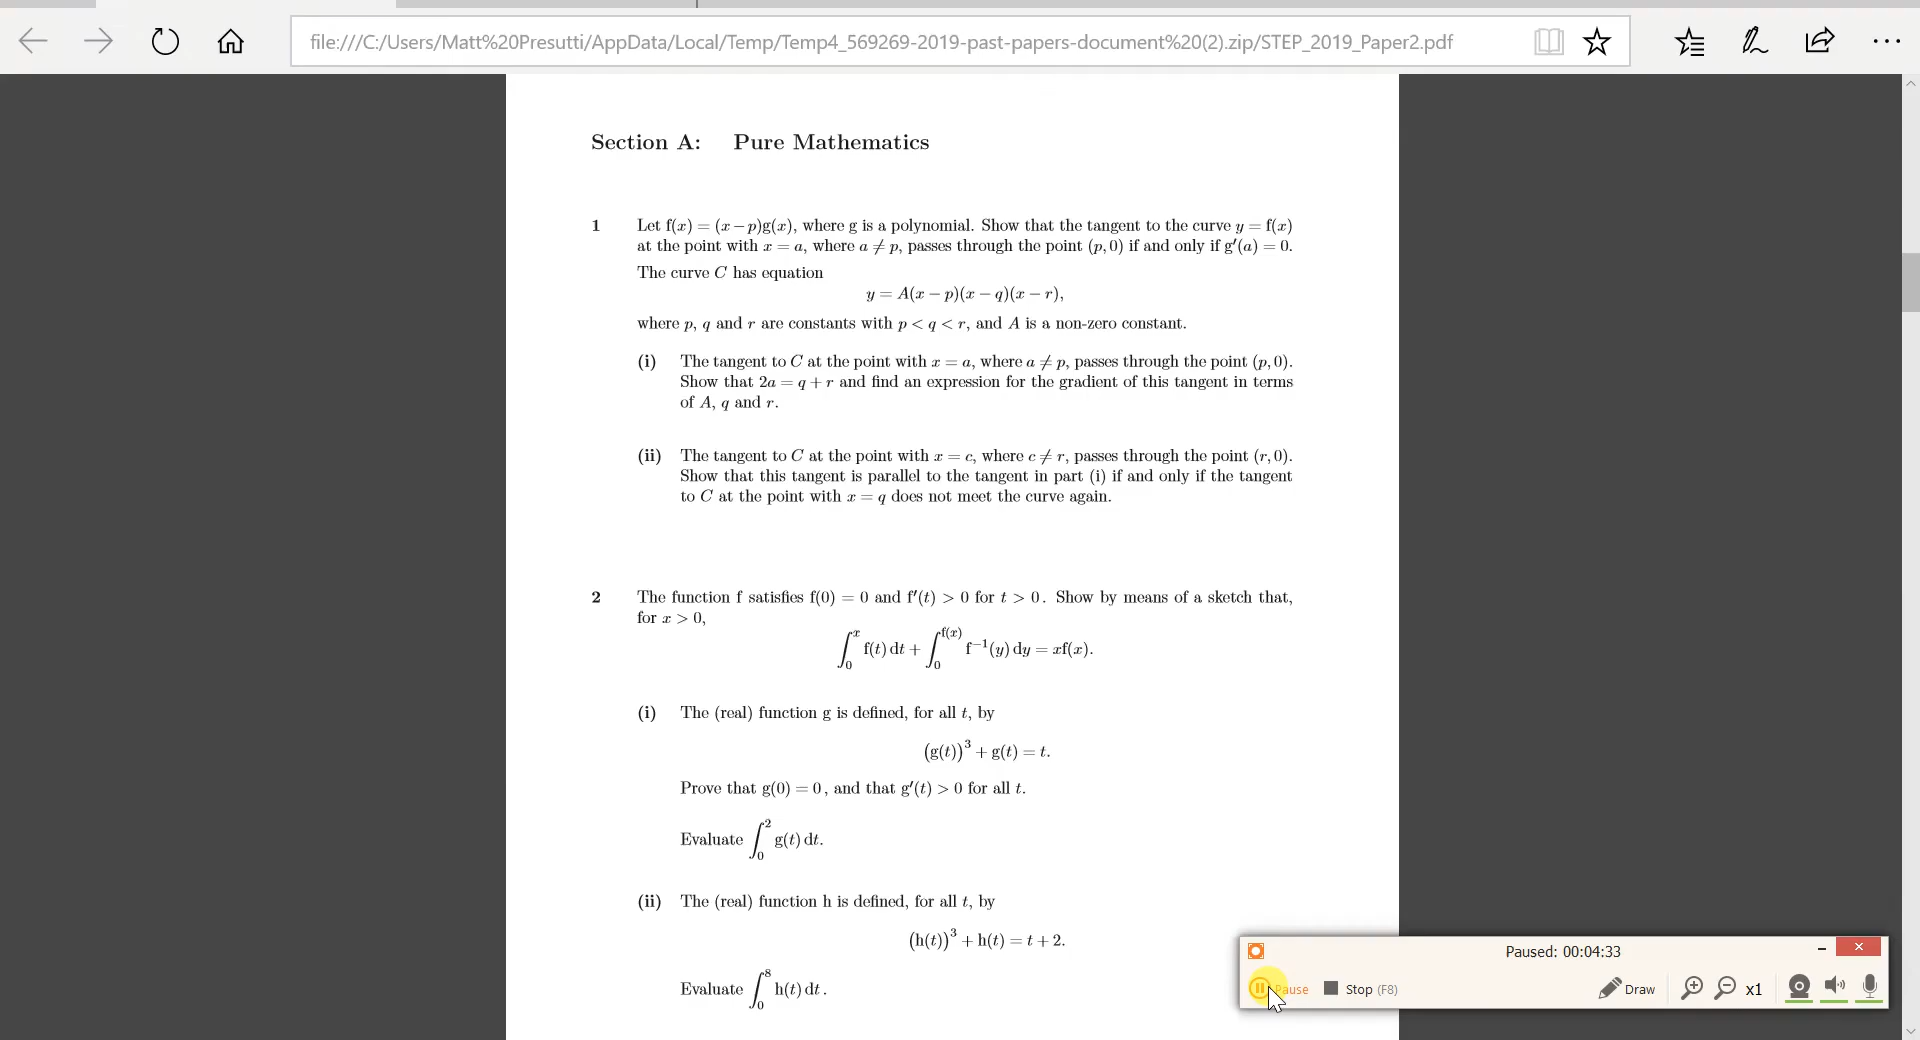 file:///C:/Users/Matt%20Presutti/AppData/Local/Temp/Temp4_569269-2019-past-papers-document%20(2).zip/STEP_2019_Paper2.pdf
Section A: Pure Mathematics
1 Let f(x) = (x − p)g(x), where g is a polynomial. Show that the tangent to the curve y = f(x)
at the point with x = a, where a ≠ p, passes through the point (p, 0) if and only if g′(a) = 0.
The curve C has equation
y = A(x − p)(x − q)(x − r),
where p, q and r are constants with p < q < r, and A is a non-zero constant.
(i) The tangent to C at the point with x = a, where a ≠ p, passes through the point (p, 0).
Show that 2a = q + r and find an expression for the gradient of this tangent in terms
of A, q and r.
(ii) The tangent to C at the point with x = c, where c ≠ r, passes through the point (r, 0).
Show that this tangent is parallel to the tangent in part (i) if and only if the tangent
to C at the point with x = q does not meet the curve again.
2 The function f satisfies f(0) = 0 and f′(t) > 0 for t > 0. Show by means of a sketch that,
for x > 0,
∫₀ˣ f(t) dt + ∫₀^f(x) f⁻¹(y) dy = xf(x).
(i) The (real) function g is defined, for all t, by
(g(t))³ + g(t) = t.
Prove that g(0) = 0, and that g′(t) > 0 for all t.
Evaluate ∫₀² g(t) dt.
(ii) The (real) function h is defined, for all t, by
(h(t))³ + h(t) = t + 2.
Evaluate ∫₀⁸ h(t) dt.
Paused: 00:04:33
Pause Stop (F8) Draw x1